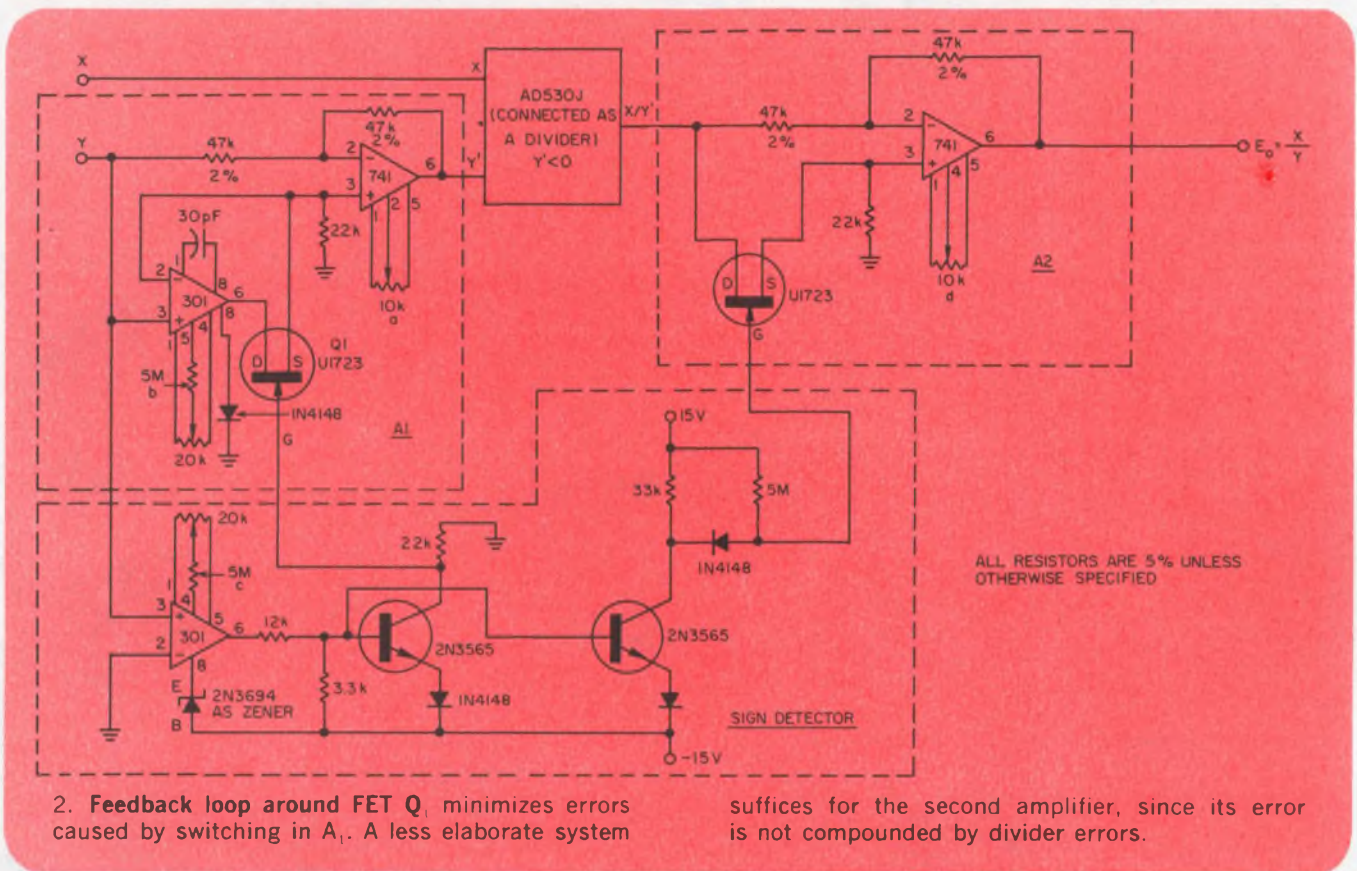 X
X
Y
47k
2%
47k
2%
2
3
741
6
Y'
1
2
5
22k
10k
a
30pF
1
8
2
3
301
6
8
1
5
4
5M
b
20k
D
S
Q1
U1723
G
1N4148
A1
AD530J
(CONNECTED AS
A DIVIDER)
Y'<0
X/Y'
47k
2%
47k
2%
2
3
741
6
1
4
5
22k
10k
d
A2
D
S
U1723
G
E₀=X/Y
20k
5M
c
1
4
5
3
2
301
6
8
12k
3.3k
E
B
2N3694
AS ZENER
22k
2N3565
1N4148
15V
33k
5M
1N4148
2N3565
SIGN DETECTOR
-15V
ALL RESISTORS ARE 5% UNLESS
OTHERWISE SPECIFIED
2. Feedback loop around FET Q₁ minimizes errors
caused by switching in A₁. A less elaborate system
suffices for the second amplifier, since its error
is not compounded by divider errors.